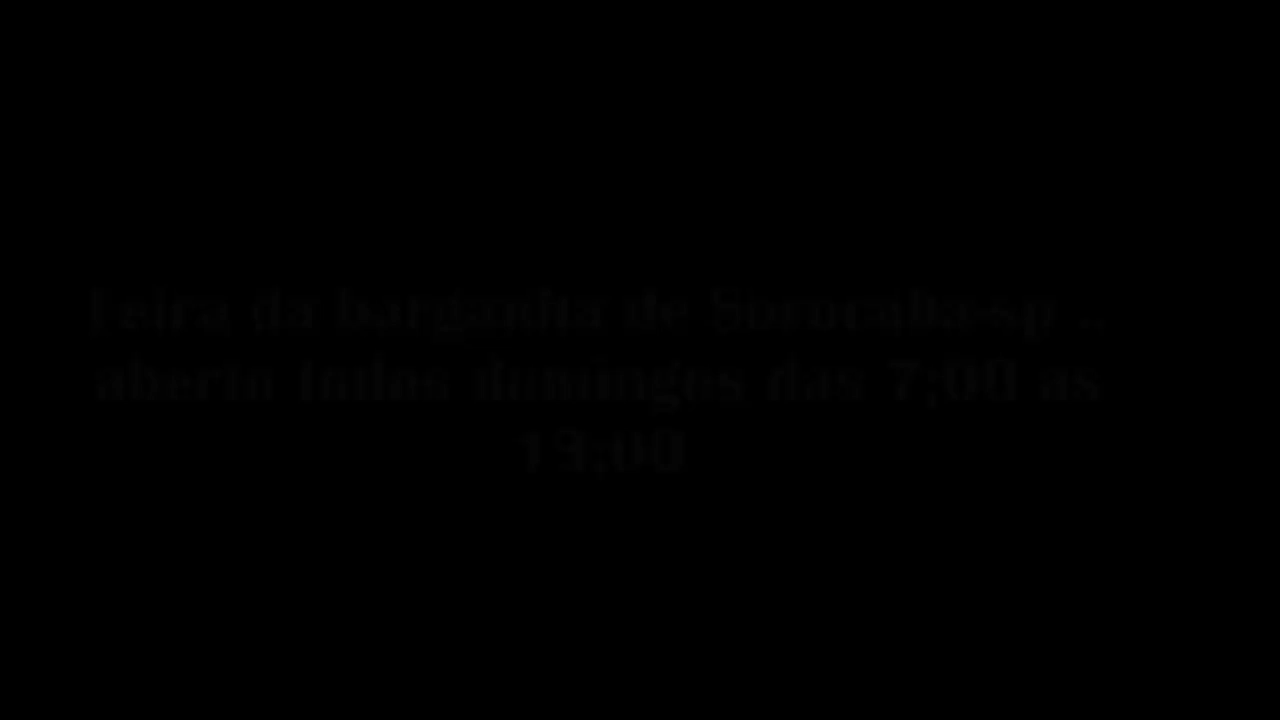 Feira da barganha de Sorocaba-sp ..
aberto todos domingos das 7;00 as
13;00